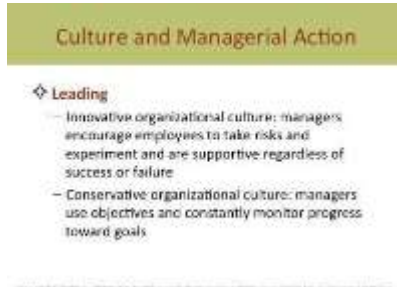 Culture and Managerial Action
Leading
– Innovative organizational culture: managers
encourage employees to take risks and
experiment and are supportive regardless of
success or failure
– Conservative organizational culture: managers
use objectives and constantly monitor progress
toward goals